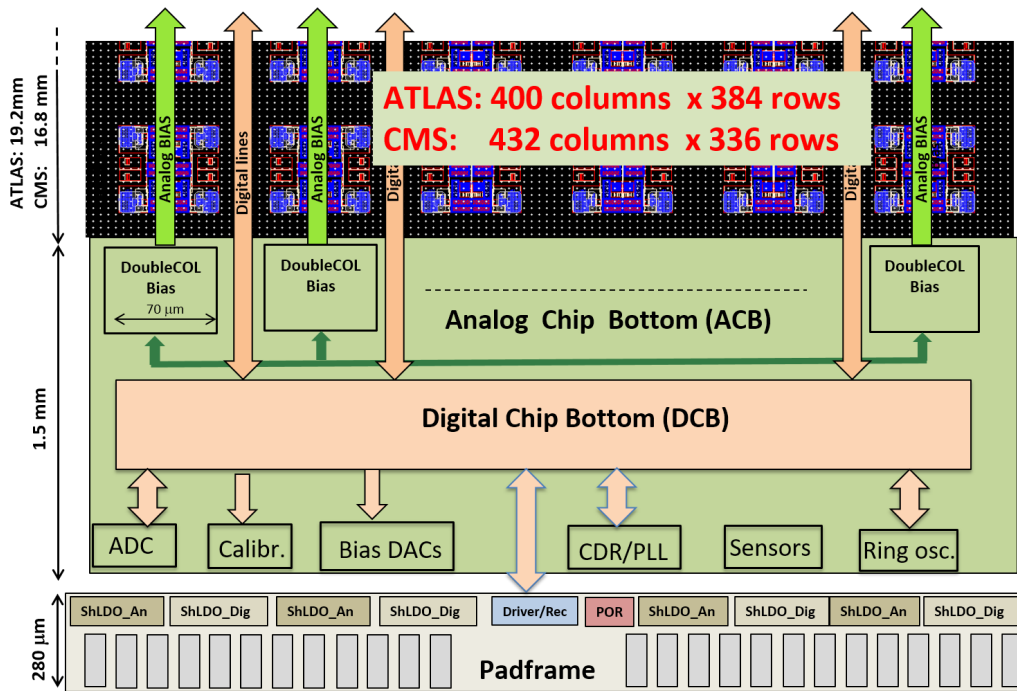 ATLAS: 19.2mm
CMS: 16.8 mm
ATLAS: 400 columns x 384 rows
CMS: 432 columns x 336 rows
Analog BIAS
Digital lines
Analog BIAS
Digital
Digital
Analog BIAS
DoubleCOL
Bias
70 μm
DoubleCOL
Bias
DoubleCOL
Bias
Analog Chip Bottom (ACB)
1.5 mm
Digital Chip Bottom (DCB)
ADC
Calibr.
Bias DACs
CDR/PLL
Sensors
Ring osc.
280 μm
ShLDO_An
ShLDO_Dig
ShLDO_An
ShLDO_Dig
Driver/Rec
POR
ShLDO_An
ShLDO_Dig
ShLDO_An
ShLDO_Dig
Padframe